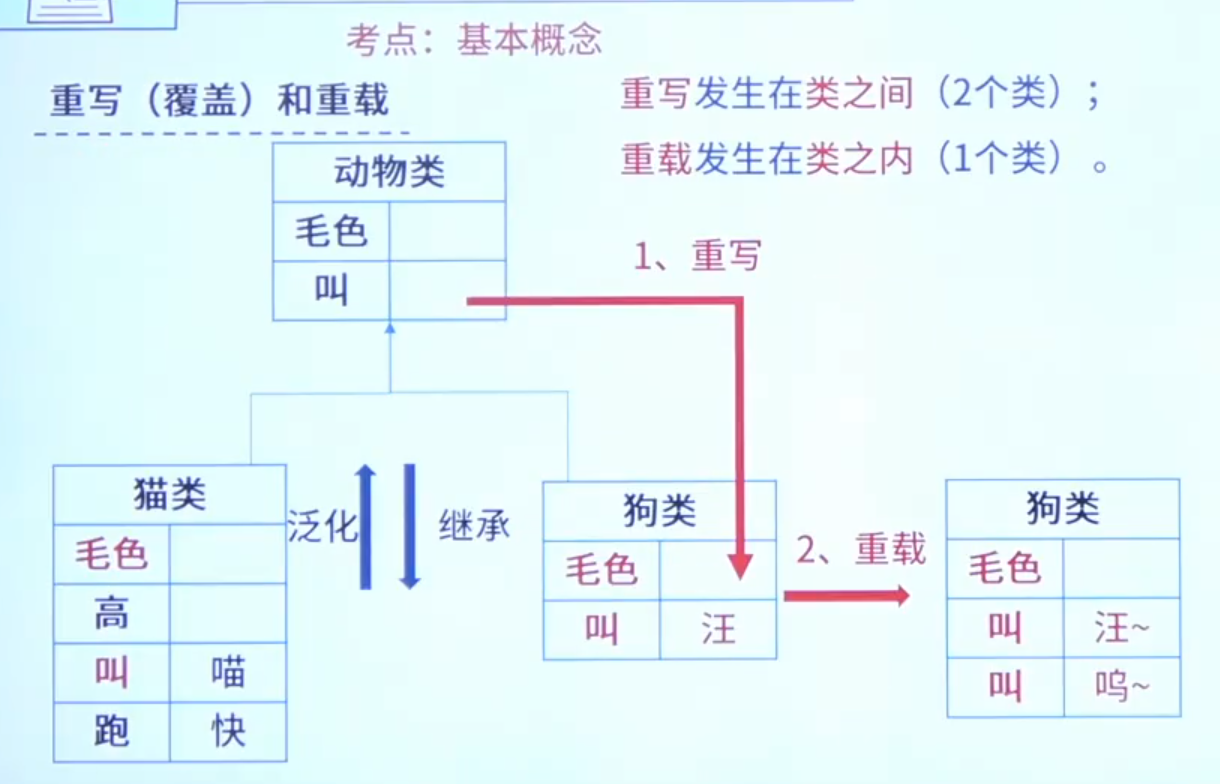 考点：基本概念
重写（覆盖）和重载
重写发生在类之间（2个类）；
重载发生在类之内（1个类）。
动物类
毛色
叫
1、重写
猫类
毛色
高
叫 喵
跑 快
泛化
继承
狗类
毛色
叫 汪
2、重载
狗类
毛色
叫 汪~
叫 呜~